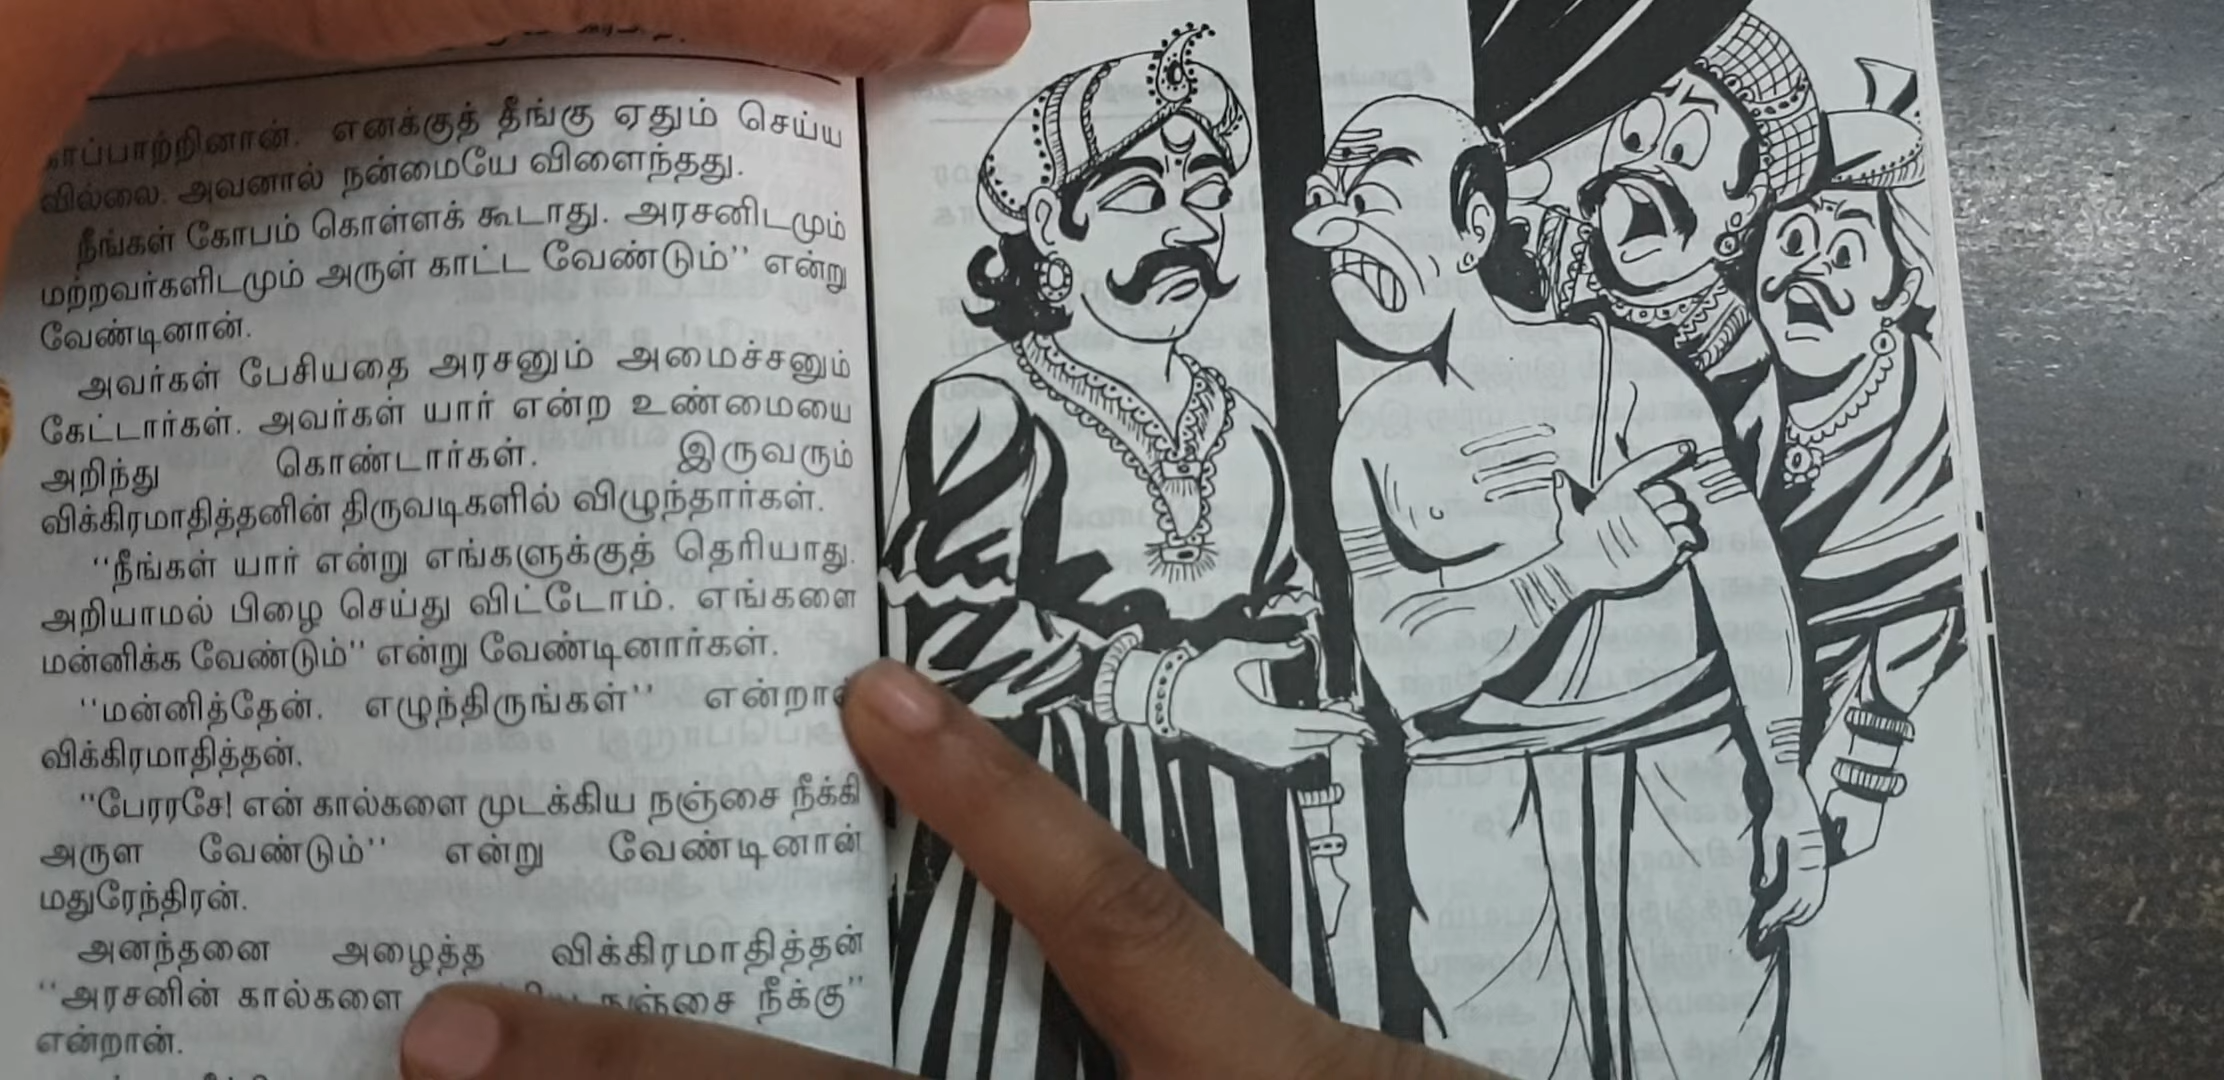 காப்பாற்றினான். எனக்குத் தீங்கு ஏதும் செய்ய
வில்லை. அவனால் நன்மையே விளைந்தது.
நீங்கள் கோபம் கொள்ளக் கூடாது. அரசனிடமும்
மற்றவர்களிடமும் அருள் காட்ட வேண்டும்'' என்று
வேண்டினான்.
அவர்கள் பேசியதை அரசனும் அமைச்சனும்
கேட்டார்கள். அவர்கள் யார் என்ற உண்மையை
அறிந்து கொண்டார்கள். இருவரும்
விக்கிரமாதித்தனின் திருவடிகளில் விழுந்தார்கள்.
''நீங்கள் யார் என்று எங்களுக்குத் தெரியாது.
அறியாமல் பிழை செய்து விட்டோம். எங்களை
மன்னிக்க வேண்டும்'' என்று வேண்டினார்கள்.
''மன்னித்தேன். எழுந்திருங்கள்'' என்றான்
விக்கிரமாதித்தன்.
''பேரரசே! என் கால்களை முடக்கிய நஞ்சை நீக்கி
அருள வேண்டும்'' என்று வேண்டினான்
மதுரேந்திரன்.
அனந்தனை அழைத்த விக்கிரமாதித்தன்
''அரசனின் கால்களை நஞ்சை நீக்கு''
என்றான்.